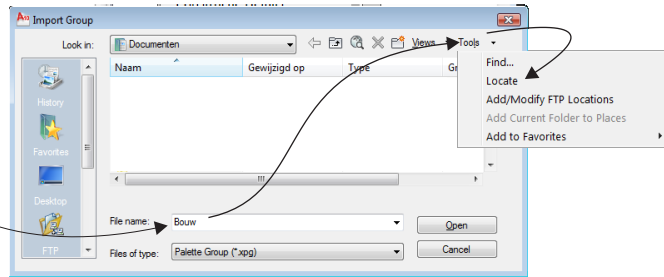 Import Group
Look in:
Documenten
Views
Tools
Naam
Gewijzigd op
Type
Gr
Find...
Locate
Add/Modify FTP Locations
Add Current Folder to Places
Add to Favorites
History
Favorites
Desktop
FTP
File name:
Bouw
Open
Files of type:
Palette Group (*.xpg)
Cancel